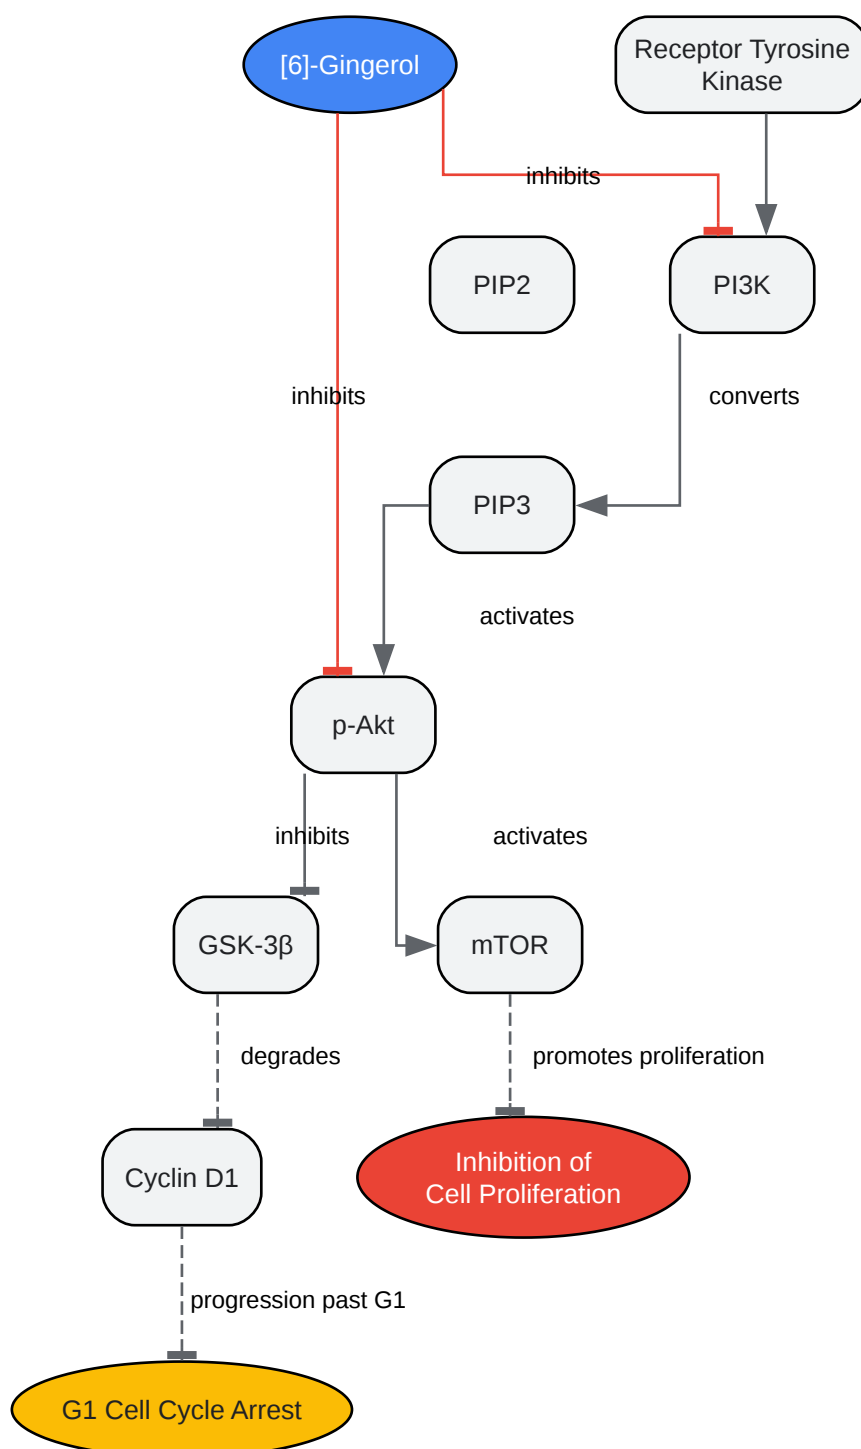 [6]-Gingerol
Receptor Tyrosine
Kinase
inhibits
PIP2
PI3K
inhibits
converts
PIP3
activates
p-Akt
inhibits
activates
GSK-3β
mTOR
degrades
promotes proliferation
Cyclin D1
Inhibition of
Cell Proliferation
progression past G1
G1 Cell Cycle Arrest